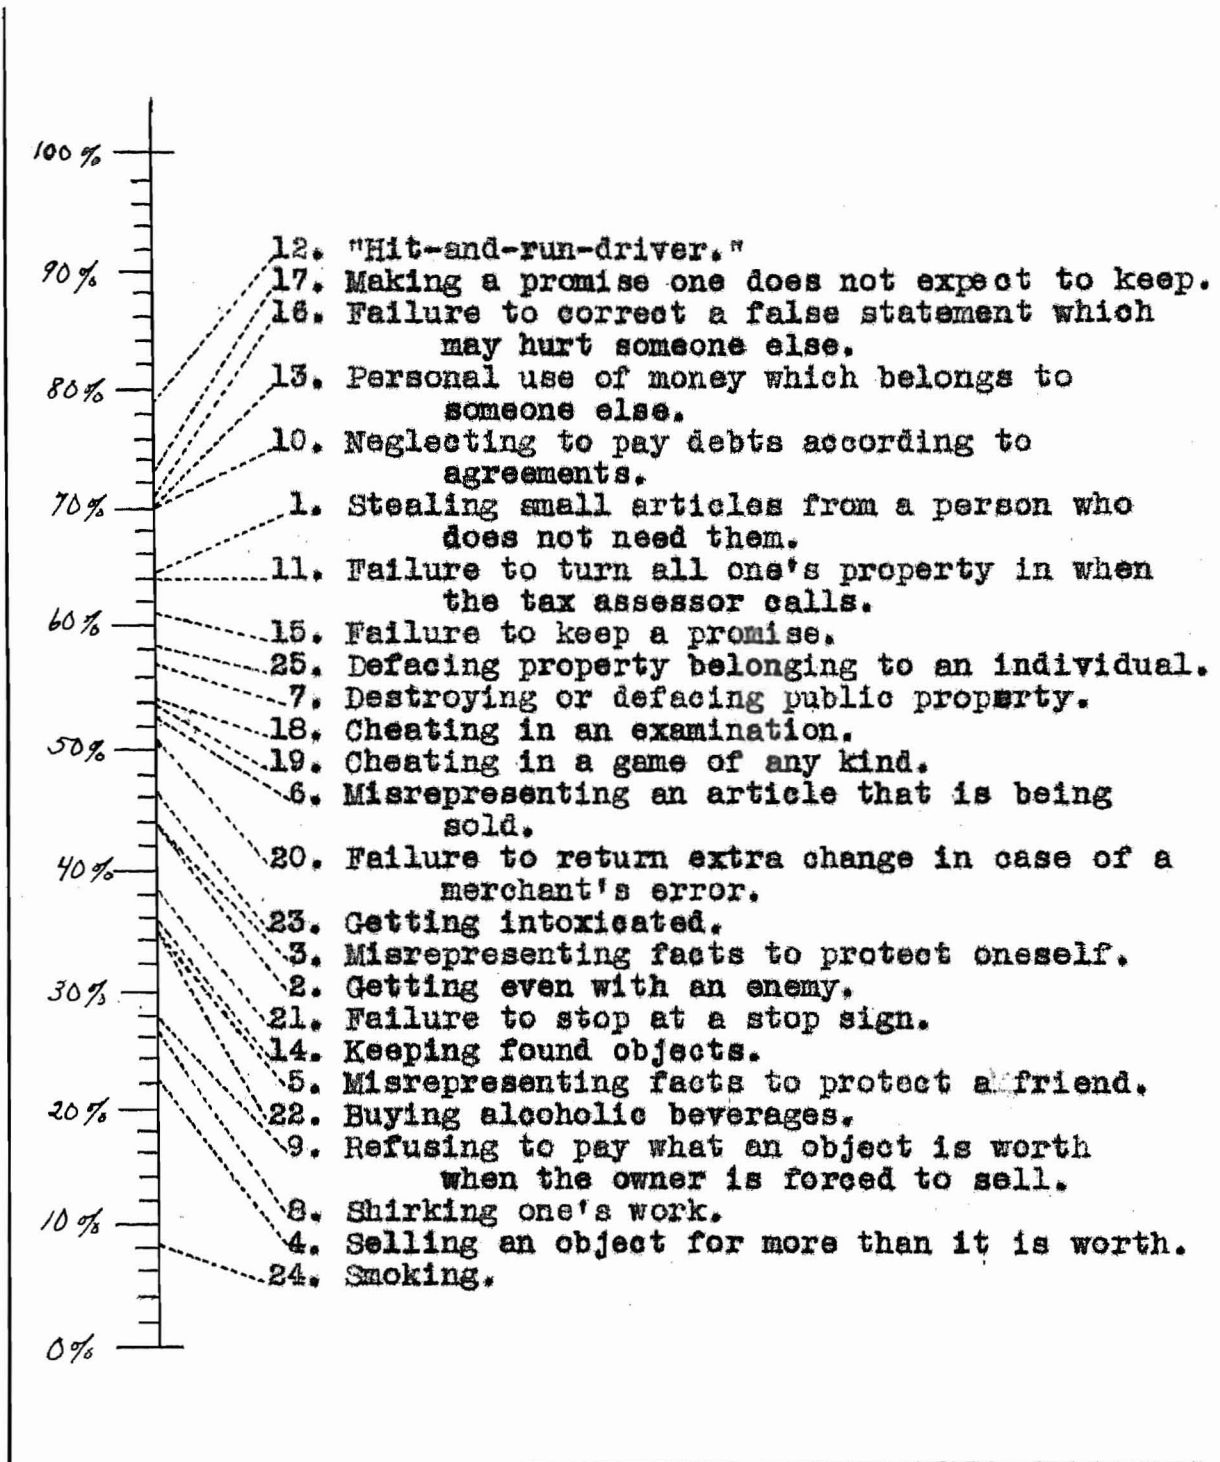 100%
12. "Hit-and-run-driver."
90%
17. Making a promise one does not expect to keep.
16. Failure to correct a false statement which
may hurt someone else.
80%
13. Personal use of money which belongs to
someone else.
10. Neglecting to pay debts according to
agreements.
70%
1. Stealing small articles from a person who
does not need them.
11. Failure to turn all one's property in when
the tax assessor calls.
60%
15. Failure to keep a promise.
25. Defacing property belonging to an individual.
7. Destroying or defacing public property.
18. Cheating in an examination.
50%
19. Cheating in a game of any kind.
6. Misrepresenting an article that is being
sold.
20. Failure to return extra change in case of a
merchant's error.
40%
23. Getting intoxicated.
3. Misrepresenting facts to protect oneself.
2. Getting even with an enemy.
30%
21. Failure to stop at a stop sign.
14. Keeping found objects.
5. Misrepresenting facts to protect a friend.
22. Buying alcoholic beverages.
20%
9. Refusing to pay what an object is worth
when the owner is forced to sell.
8. Shirking one's work.
10%
4. Selling an object for more than it is worth.
24. Smoking.
0%